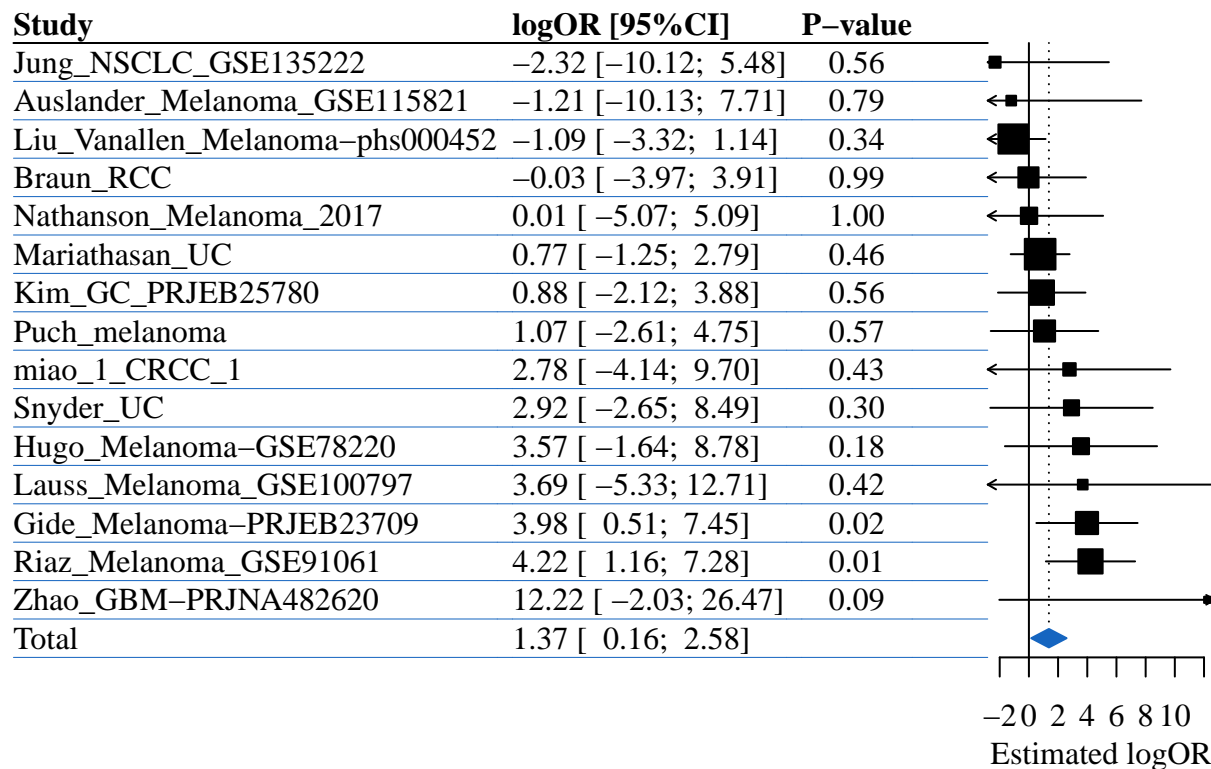 Study logOR [95%CI] P−value
Jung_NSCLC_GSE135222 −2.32 [−10.12; 5.48] 0.56
Auslander_Melanoma_GSE115821 −1.21 [−10.13; 7.71] 0.79
Liu_Vanallen_Melanoma−phs000452 −1.09 [ −3.32; 1.14] 0.34
Braun_RCC −0.03 [ −3.97; 3.91] 0.99
Nathanson_Melanoma_2017 0.01 [ −5.07; 5.09] 1.00
Mariathasan_UC 0.77 [ −1.25; 2.79] 0.46
Kim_GC_PRJEB25780 0.88 [ −2.12; 3.88] 0.56
Puch_melanoma 1.07 [ −2.61; 4.75] 0.57
miao_1_CRCC_1 2.78 [ −4.14; 9.70] 0.43
Snyder_UC 2.92 [ −2.65; 8.49] 0.30
Hugo_Melanoma−GSE78220 3.57 [ −1.64; 8.78] 0.18
Lauss_Melanoma_GSE100797 3.69 [ −5.33; 12.71] 0.42
Gide_Melanoma−PRJEB23709 3.98 [ 0.51; 7.45] 0.02
Riaz_Melanoma_GSE91061 4.22 [ 1.16; 7.28] 0.01
Zhao_GBM−PRJNA482620 12.22 [ −2.03; 26.47] 0.09
Total 1.37 [ 0.16; 2.58]
−2 0 2 4 6 8 10
Estimated logOR